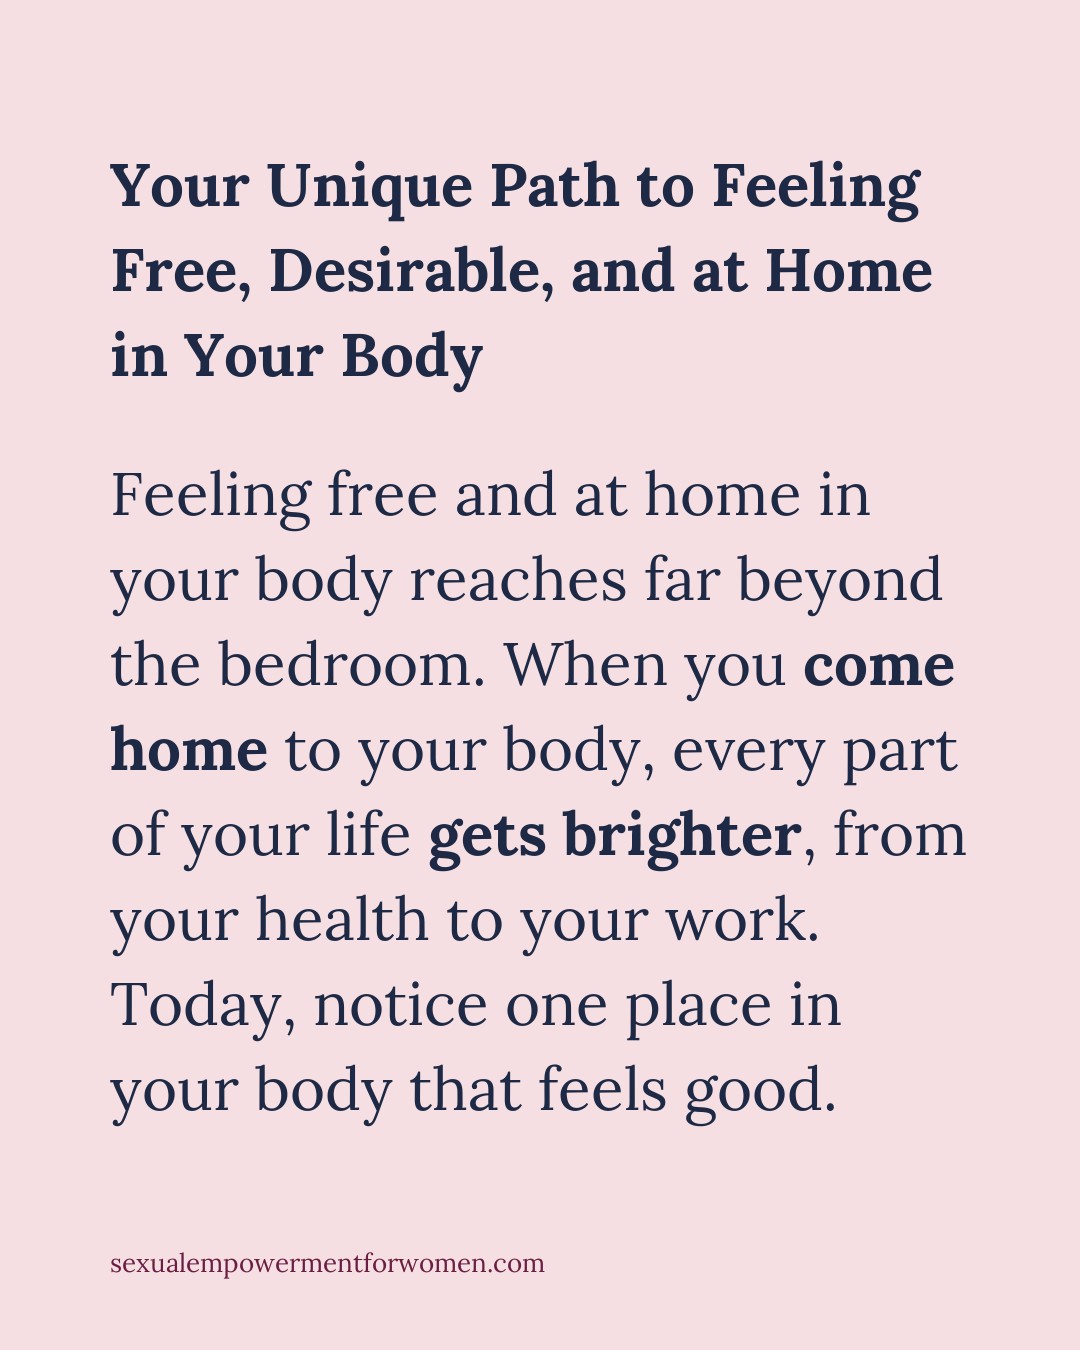 Your Unique Path to Feeling
Free, Desirable, and at Home
in Your Body
Feeling free and at home in
your body reaches far beyond
the bedroom. When you come
home to your body, every part
of your life gets brighter, from
your health to your work.
Today, notice one place in
your body that feels good.
sexualempowermentforwomen.com